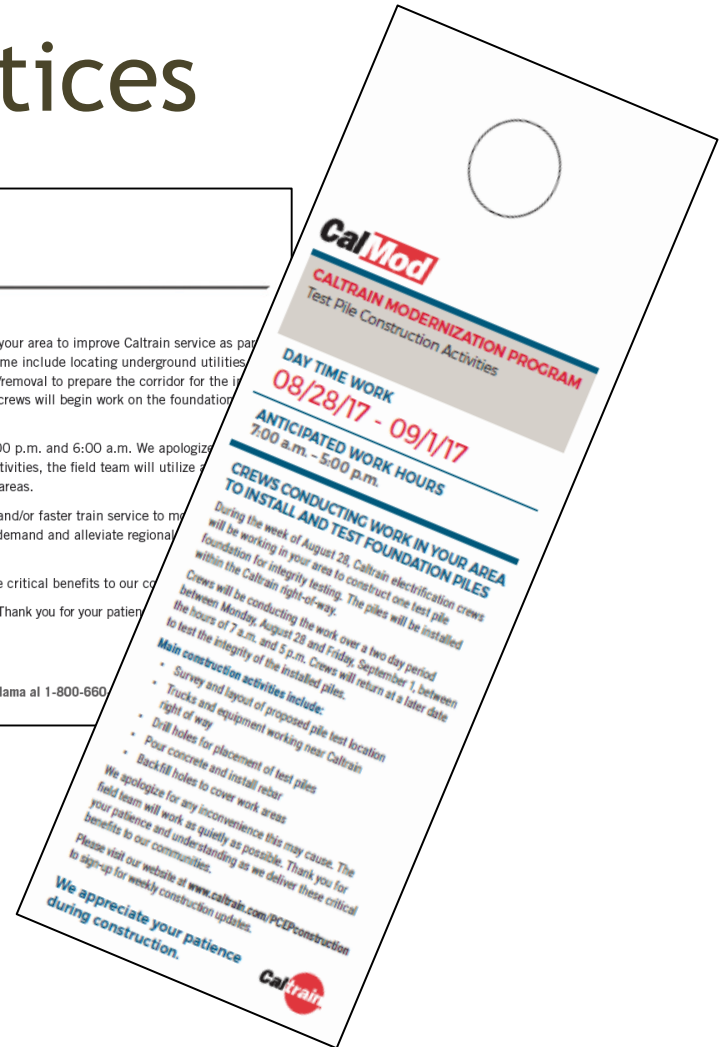 tices
your area to improve Caltrain service as par
me include locating underground utilities
/removal to prepare the corridor for the i
crews will begin work on the foundation
00 p.m. and 6:00 a.m. We apologize
tivities, the field team will utilize a
areas.
and/or faster train service to mo
demand and alleviate regional
e critical benefits to our co
Thank you for your patien
lama al 1-800-660-
CalMod
CALTRAIN MODERNIZATION PROGRAM
Test Pile Construction Activities
DAY TIME WORK
08/28/17 - 09/1/17
ANTICIPATED WORK HOURS
7:00 a.m. – 5:00 p.m.
CREWS CONDUCTING WORK IN YOUR AREA
TO INSTALL AND TEST FOUNDATION PILES
During the week of August 28, Caltrain electrification crews
will be working in your area to construct one test pile
foundation for integrity testing. The piles will be installed
within the Caltrain right-of-way.
Crews will be conducting the work over a two day period
between Monday, August 28 and Friday, September 1, between
the hours of 7 a.m. and 5 p.m. Crews will return at a later date
to test the integrity of the installed piles.
Main construction activities include:
• Survey and layout of proposed pile test location
• Trucks and equipment working near Caltrain
right of way
• Drill holes for placement of test piles
• Pour concrete and install rebar
• Backfill holes to cover work areas
We apologize for any inconvenience this may cause. The
field team will work as quietly as possible. Thank you for
your patience and understanding as we deliver these critical
benefits to our communities.
Please visit our website at www.caltrain.com/PCEPconstruction
to sign-up for weekly construction updates.
We appreciate your patience
during construction.
Caltrain